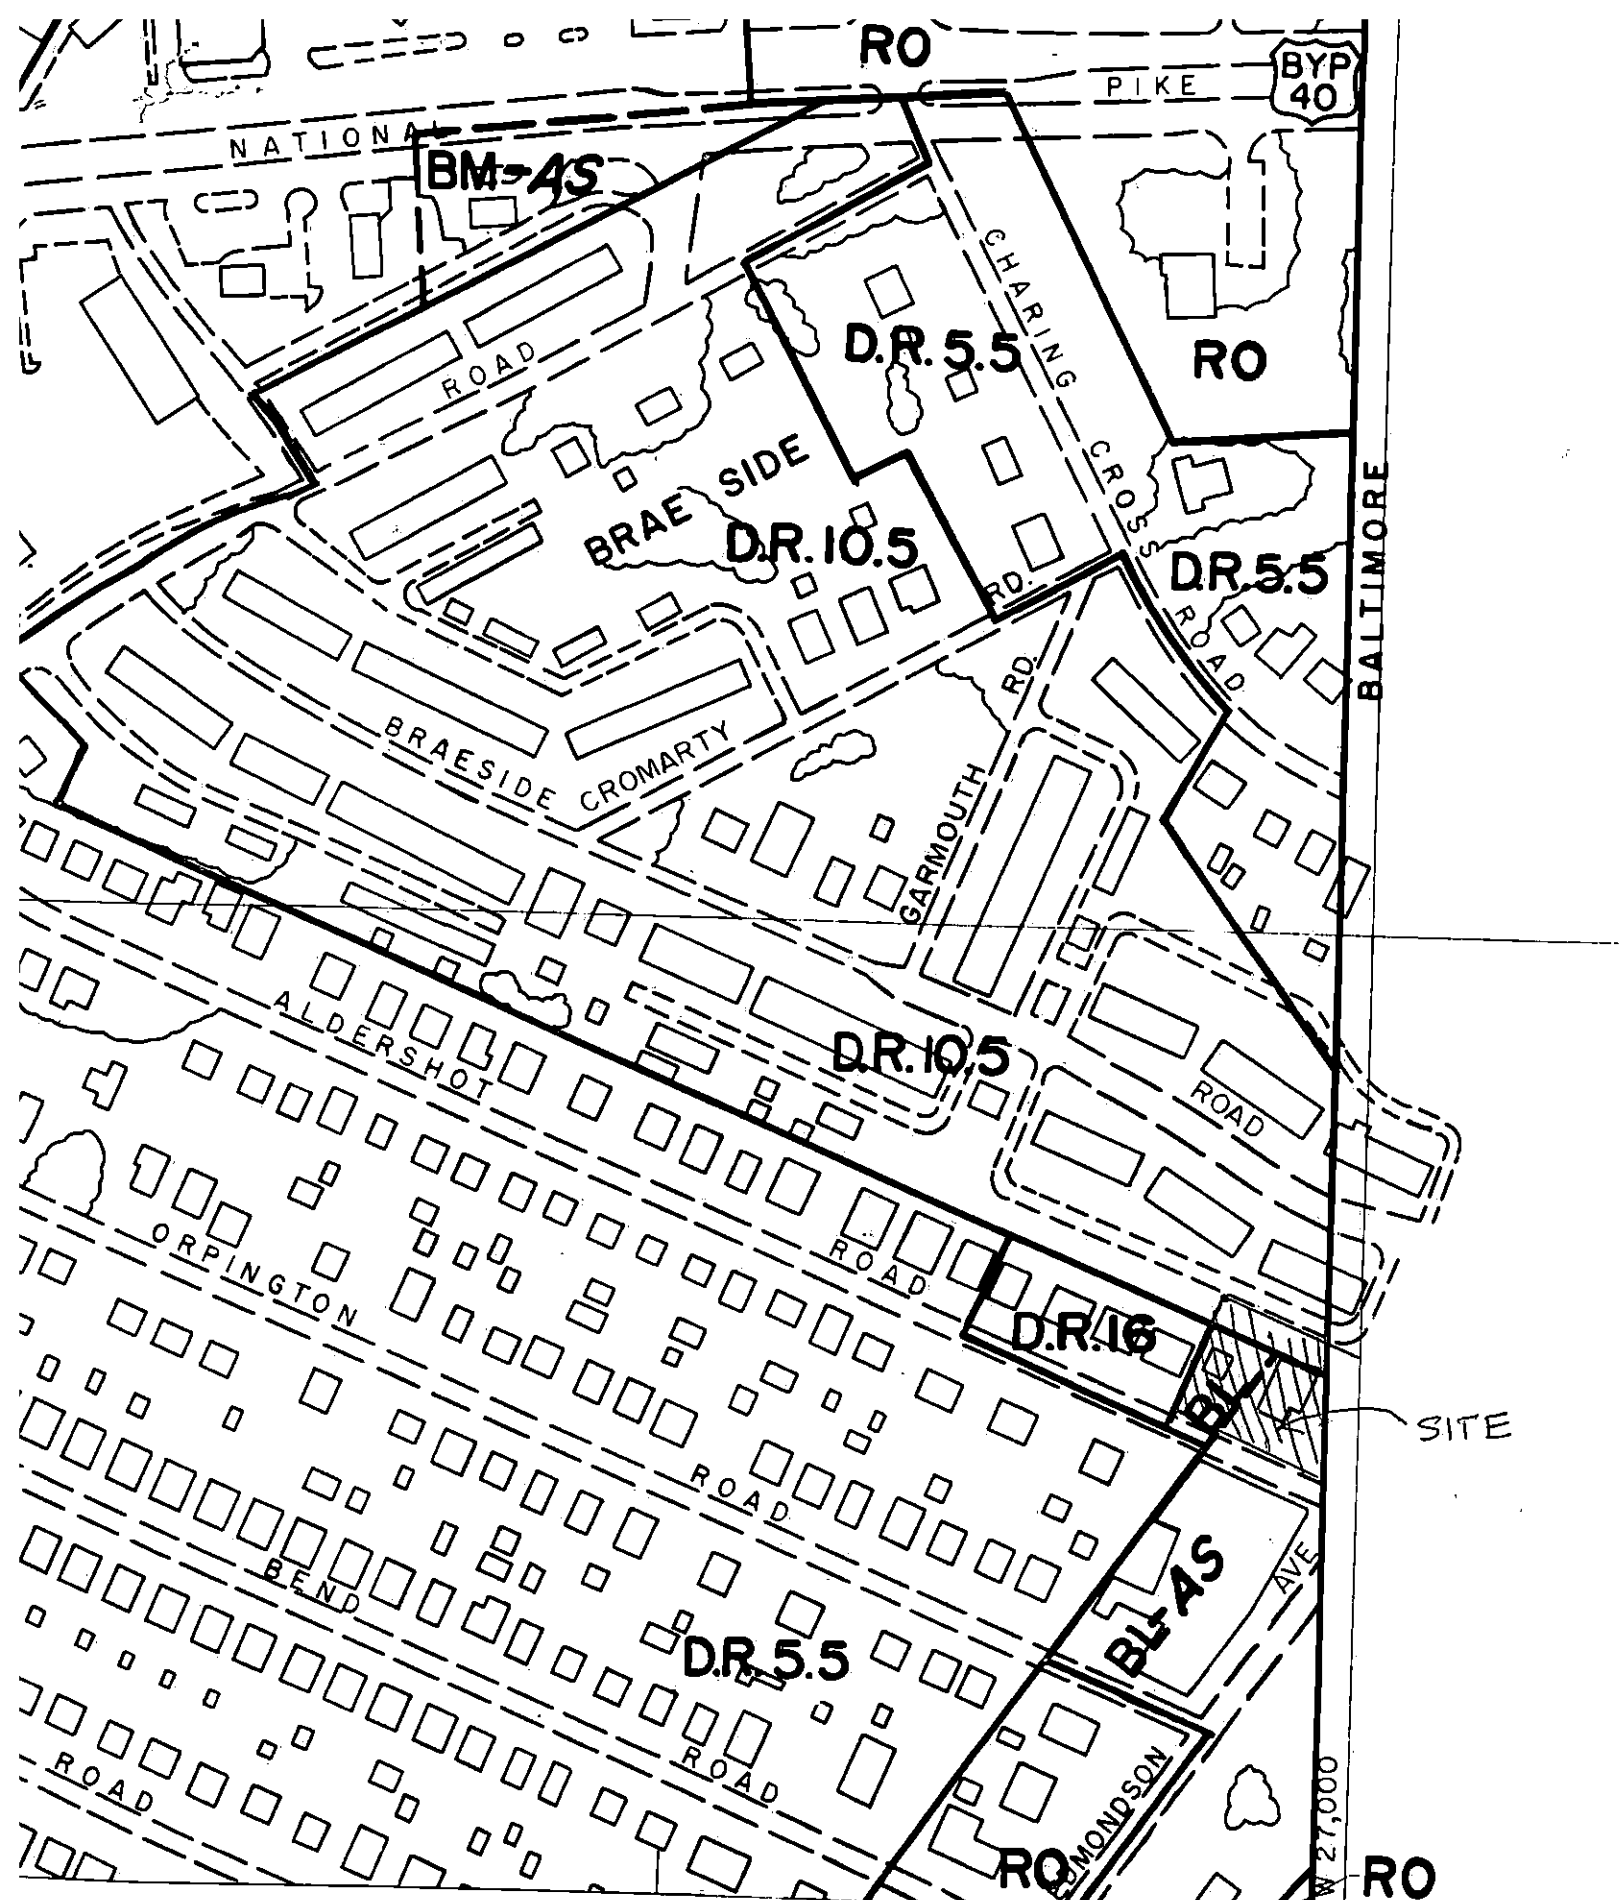 RO
BYP
40
PIKE
NATIONAL
BM-AS
CHARING
D.R. 5.5
RO
ROAD
CROSS
BRAE SIDE
BALTIMORE
D.R. 10.5
D.R. 5.5
RD.
ROAD
RD.
BRAESIDE
CROMARTY
GARMOUTH
ALDERSHOT
D.R. 10.5
ROAD
ORPINGTON
ROAD
D.R. 16
BL
SITE
ROAD
BEND
AVE
BL-AS
D.R. 5.5
ROAD
ROAD
EDMONDSON
W 27,000
RO
RO